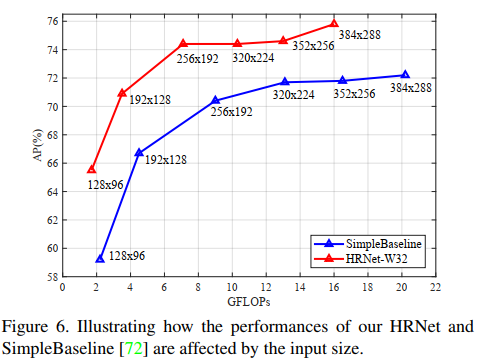 76
74
72
70
68
66
64
62
60
58
AP(%)
384x288
352x256
256x192 320x224
192x128
128x96
384x288
352x256
320x224
256x192
192x128
128x96
SimpleBaseline
HRNet-W32
0 2 4 6 8 10 12 14 16 18 20 22
GFLOPs
Figure 6. Illustrating how the performances of our HRNet and
SimpleBaseline [72] are affected by the input size.